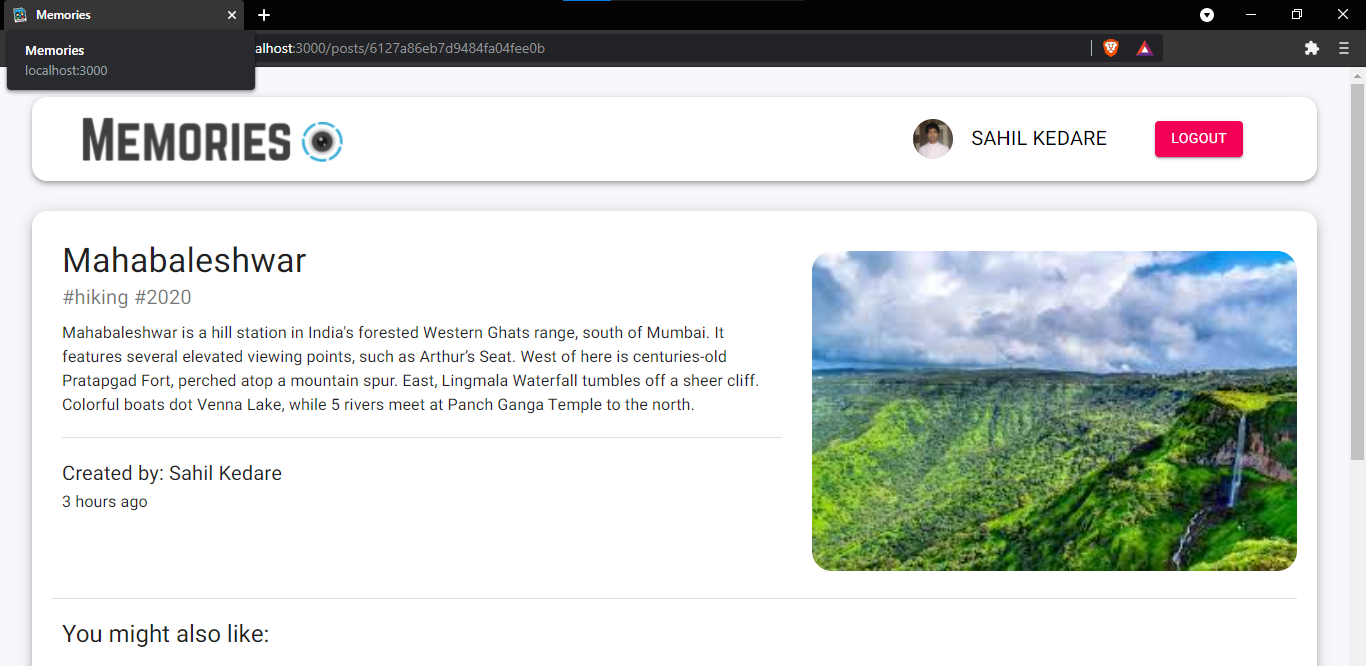 Memories
Memories
localhost:3000
alhost:3000/posts/6127a86eb7d9484fa04fee0b
MEMORIES
SAHIL KEDARE
LOGOUT
Mahabaleshwar
#hiking #2020
Mahabaleshwar is a hill station in India's forested Western Ghats range, south of Mumbai. It
features several elevated viewing points, such as Arthur’s Seat. West of here is centuries-old
Pratapgad Fort, perched atop a mountain spur. East, Lingmala Waterfall tumbles off a sheer cliff.
Colorful boats dot Venna Lake, while 5 rivers meet at Panch Ganga Temple to the north.
Created by: Sahil Kedare
3 hours ago
You might also like: